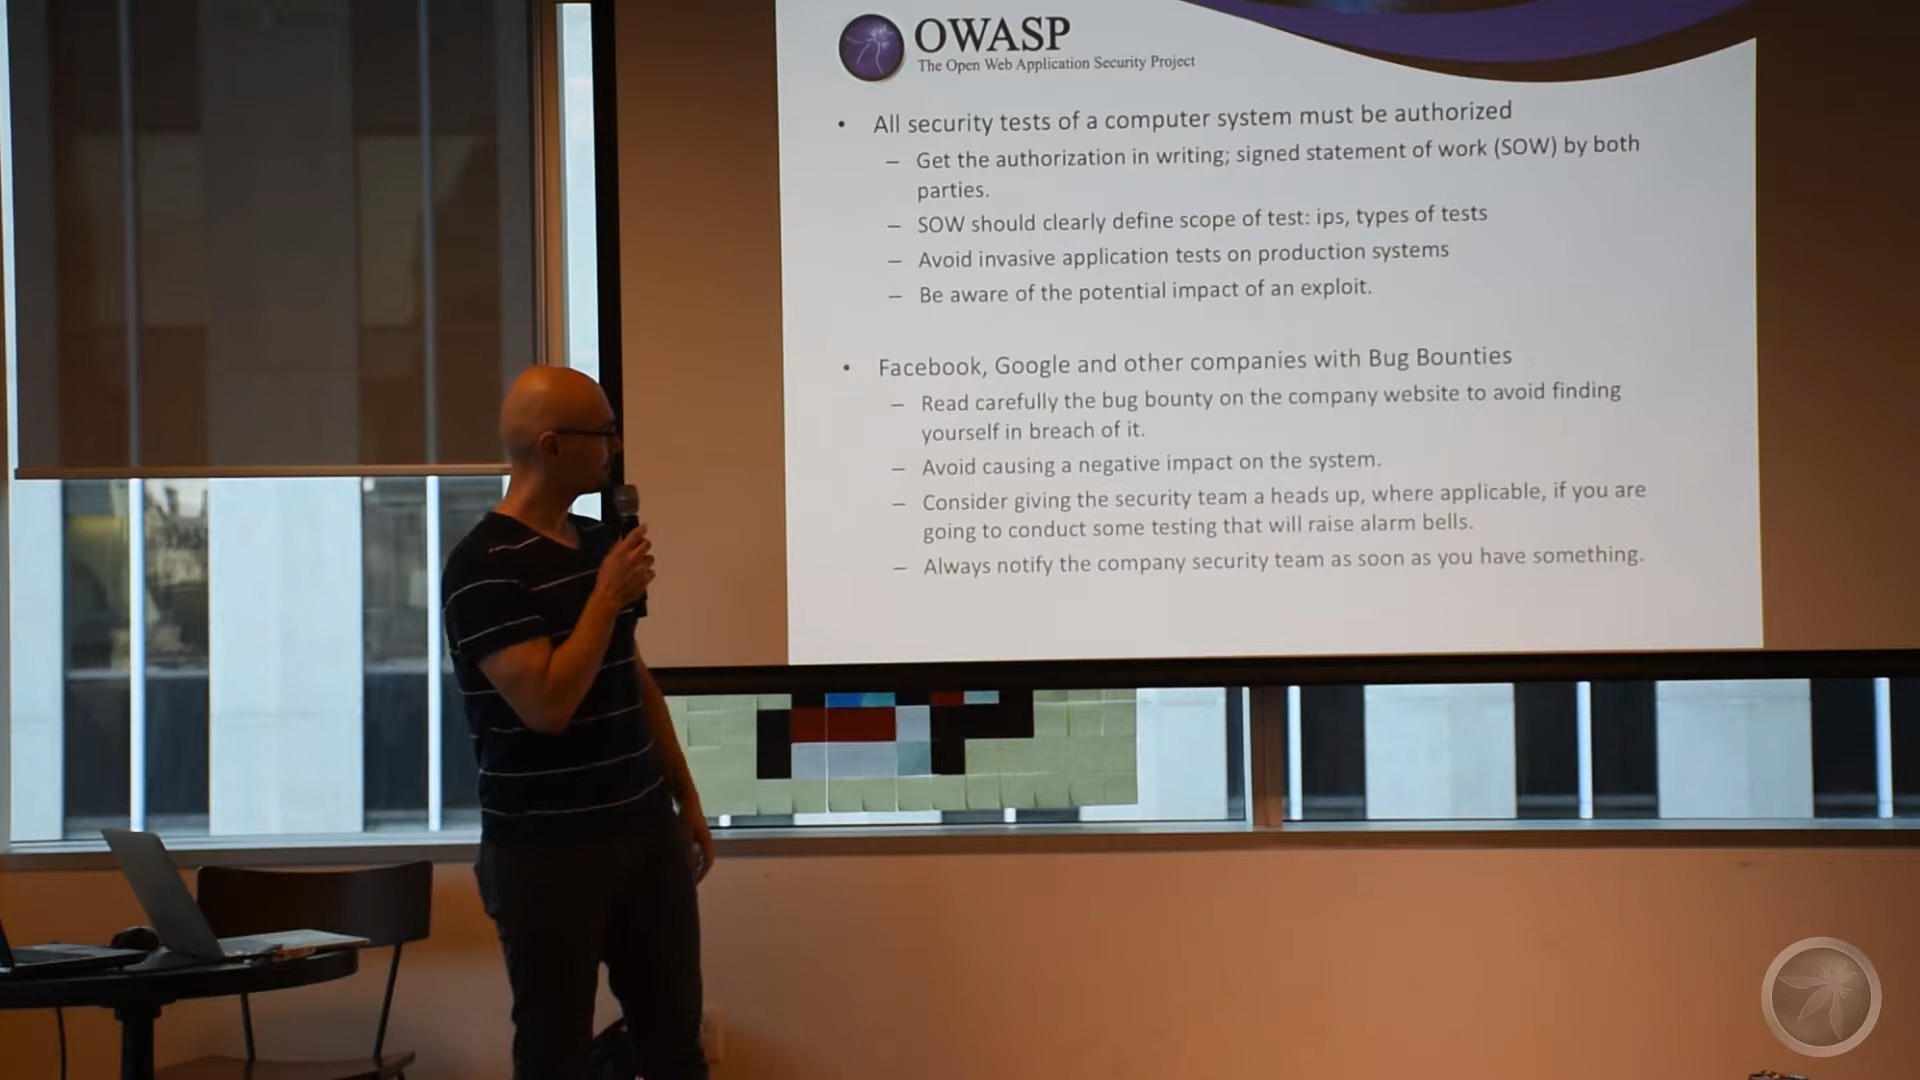 OWASP
The Open Web Application Security Project
• All security tests of a computer system must be authorized
– Get the authorization in writing; signed statement of work (SOW) by both
parties.
– SOW should clearly define scope of test: ips, types of tests
– Avoid invasive application tests on production systems
– Be aware of the potential impact of an exploit.
• Facebook, Google and other companies with Bug Bounties
– Read carefully the bug bounty on the company website to avoid finding
yourself in breach of it.
– Avoid causing a negative impact on the system.
– Consider giving the security team a heads up, where applicable, if you are
going to conduct some testing that will raise alarm bells.
– Always notify the company security team as soon as you have something.